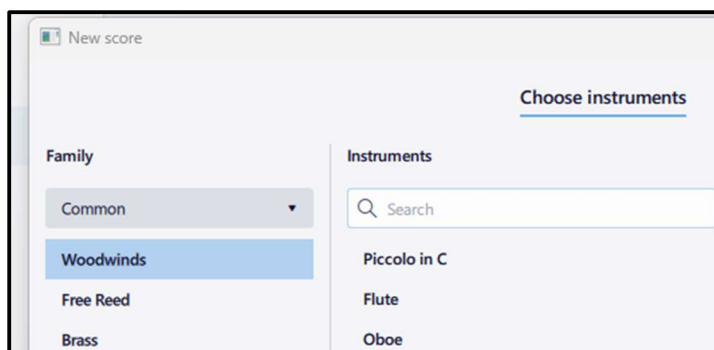 New score
Choose instruments
Family
Instruments
Common
Search
Woodwinds
Piccolo in C
Free Reed
Flute
Brass
Oboe